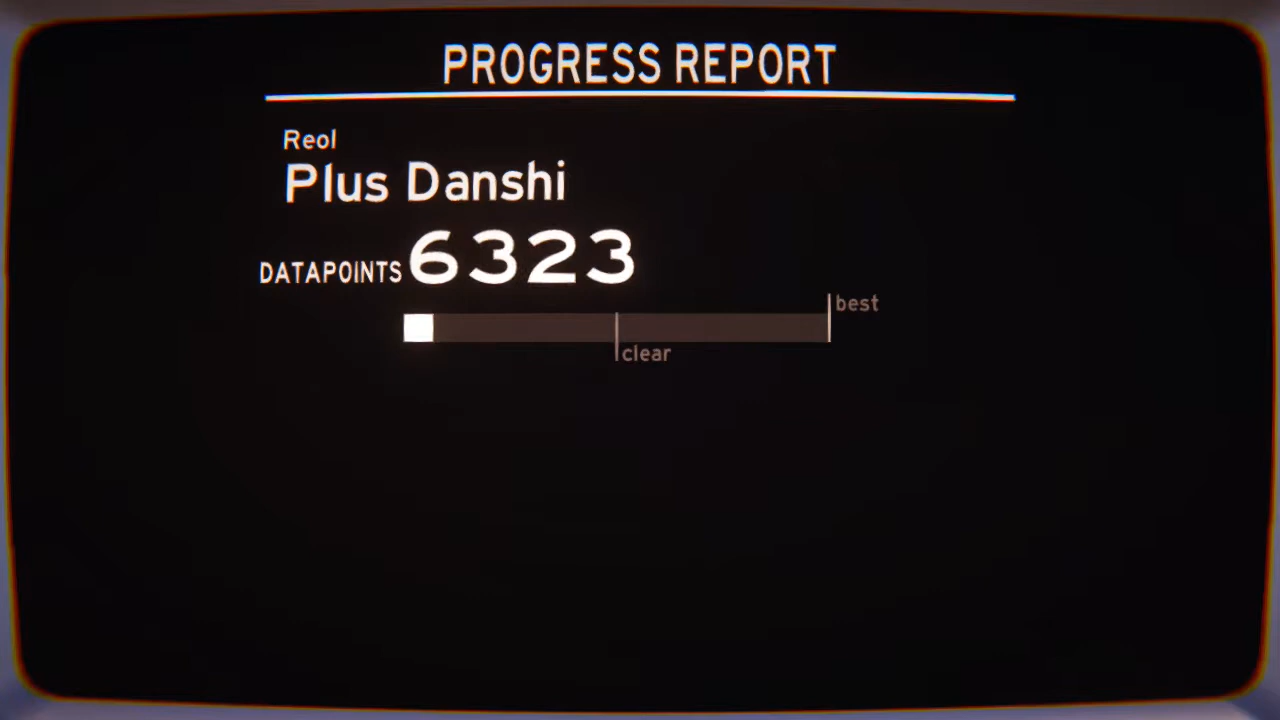 PROGRESS REPORT
Reol
Plus Danshi
DATAPOINTS 6323
best
clear